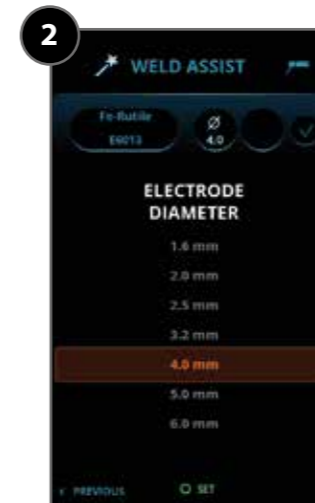 2
WELD ASSIST
Fe-Rutile
E6013
Ø
4.0
ELECTRODE
DIAMETER
1.6 mm
2.0 mm
2.5 mm
3.2 mm
4.0 mm
5.0 mm
6.0 mm
‹ PREVIOUS
SET